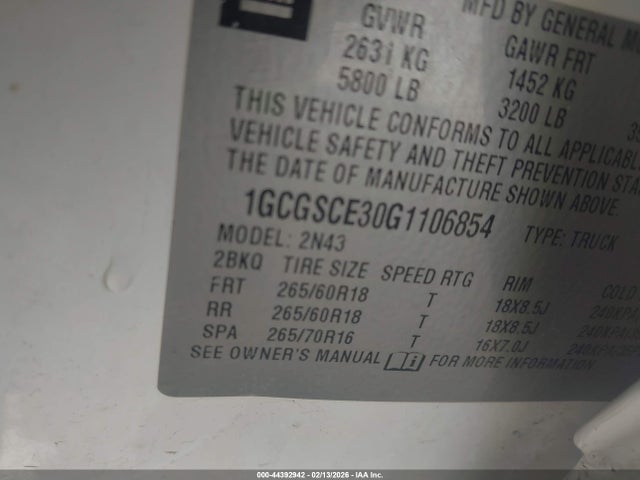 MFD BY GENERAL
GVWR GAWR FRT
2631 KG 1452 KG
5800 LB 3200 LB
THIS VEHICLE CONFORMS TO ALL APPLICABLE
VEHICLE SAFETY AND THEFT PREVENTION
THE DATE OF MANUFACTURE SHOWN ABOVE.
1GCGSCE30G1106854 TYPE: TRUCK
MODEL: 2N43
2BKQ TIRE SIZE SPEED RTG RIM COLD
FRT 265/60R18 T 18X8.5J
RR 265/60R18 T 18X8.5J
SPA 265/70R16 T 16X7.0J
SEE OWNER'S MANUAL FOR MORE INFORMATION
000 - 44392942 - 02/13/2026 - IAA Inc.